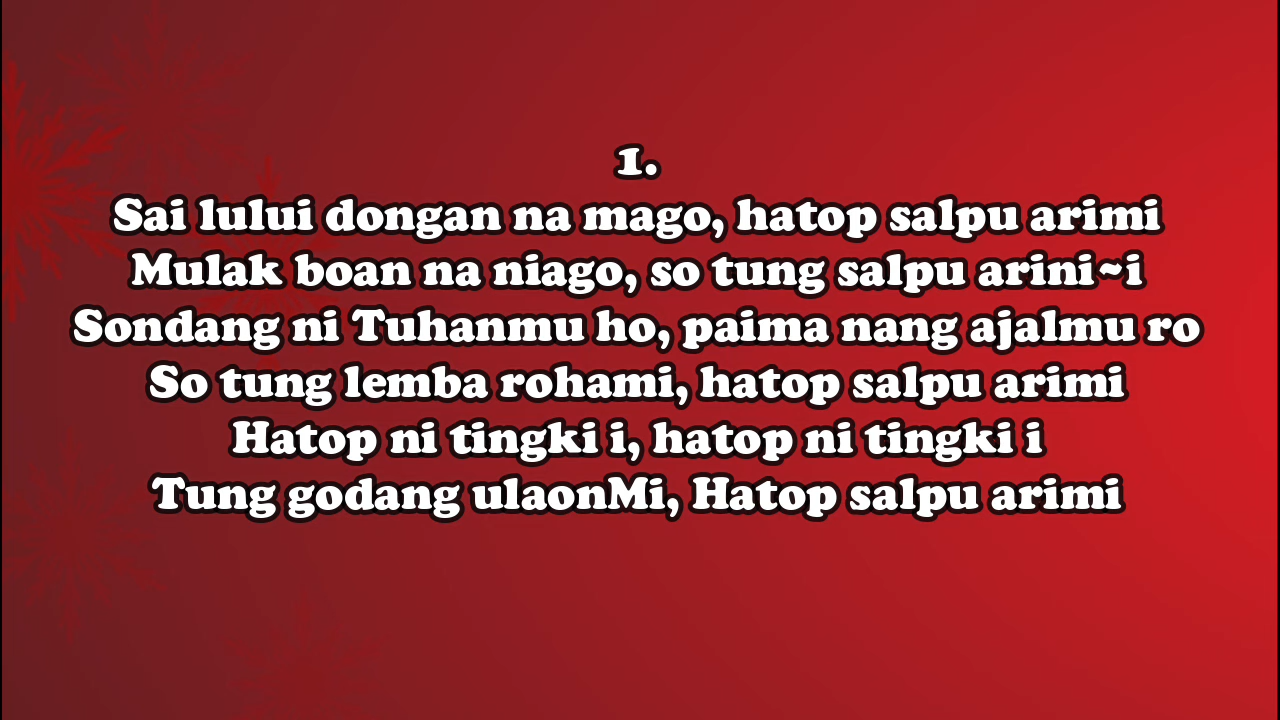 1.
Sai lului dongan na mago, hatop salpu arimi
Mulak boan na niago, so tung salpu arini~i
Sondang ni Tuhanmu ho, paima nang ajalmu ro
So tung lemba rohami, hatop salpu arimi
Hatop ni tingki i, hatop ni tingki i
Tung godang ulaonMi, Hatop salpu arimi